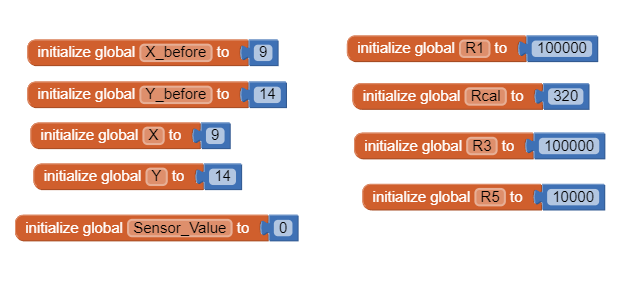 initialize global X_before to 9
initialize global Y_before to 14
initialize global X to 9
initialize global Y to 14
initialize global Sensor_Value to 0
initialize global R1 to 100000
initialize global Rcal to 320
initialize global R3 to 100000
initialize global R5 to 10000